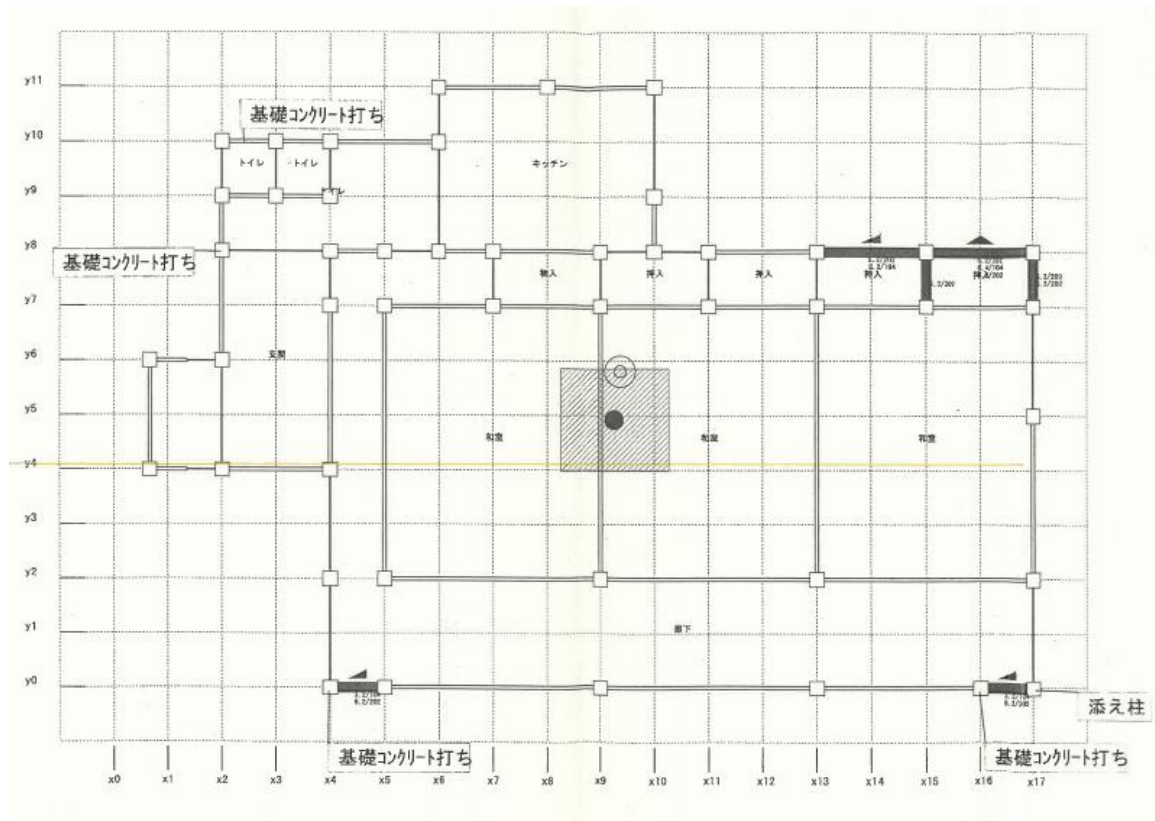 y11
基礎コンクリート打ち
y10
トイレ
トイレ
キッチン
y9
トイレ
y8
基礎コンクリート打ち
物入
押入
押入
押入
押入
y7
y6
玄関
y5
和室
和室
和室
y4
y3
y2
y1
廊下
y0
添え柱
基礎コンクリート打ち
基礎コンクリート打ち
x0 x1 x2 x3 x4 x5 x6 x7 x8 x9 x10 x11 x12 x13 x14 x15 x16 x17